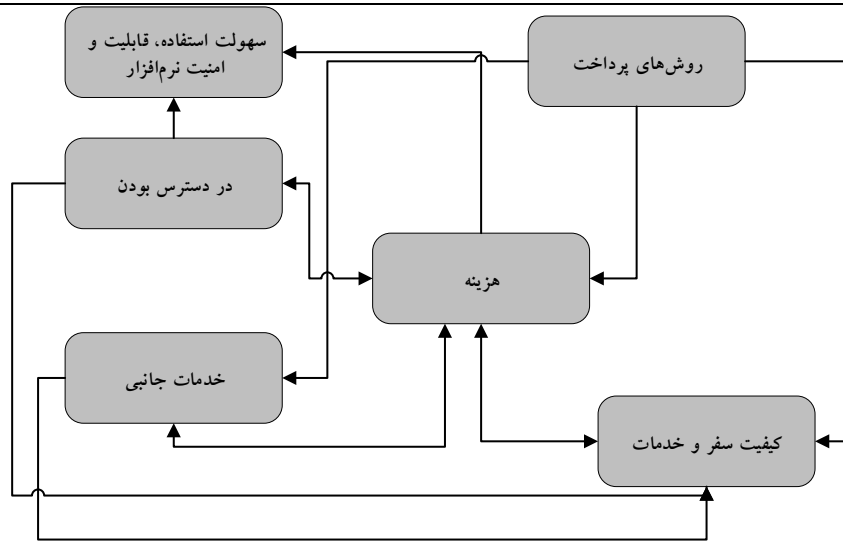 سهولت استفاده، قابلیت و
امنیت نرم‌افزار
روش‌های پرداخت
در دسترس بودن
هزینه
خدمات جانبی
کیفیت سفر و خدمات